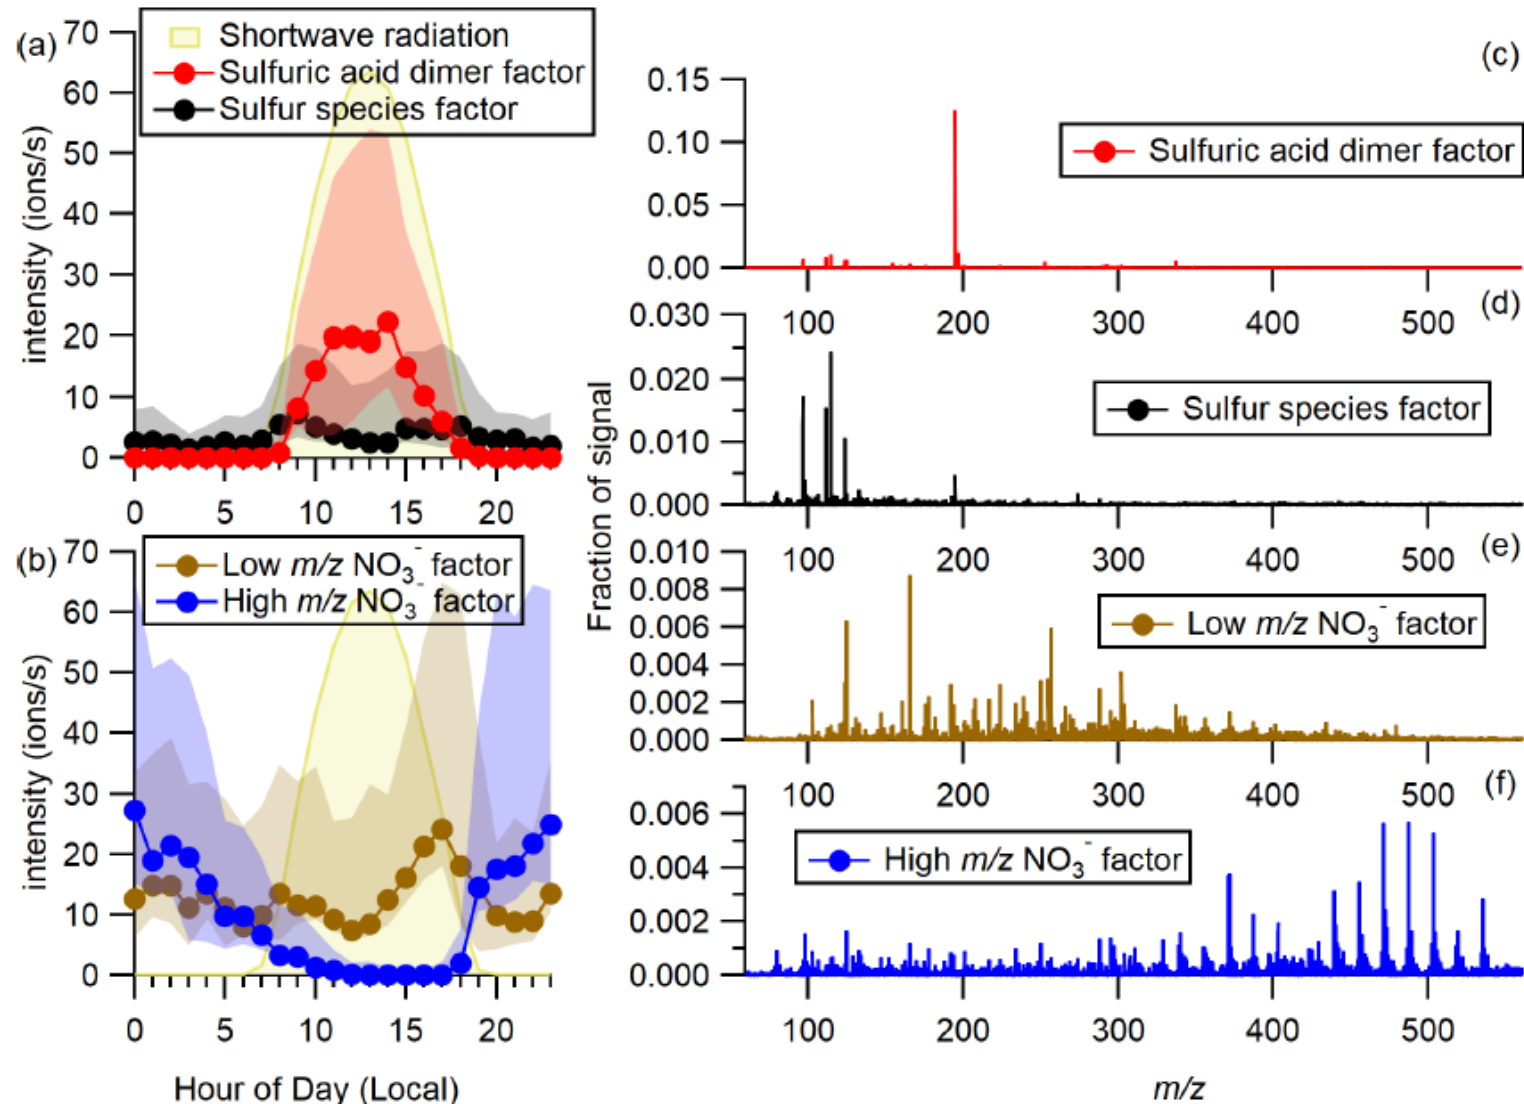 (a)
Shortwave radiation
Sulfuric acid dimer factor
Sulfur species factor
intensity (ions/s)
70
60
50
40
30
20
10
0
0 5 10 15 20
(b)
Low m/z NO3- factor
High m/z NO3- factor
intensity (ions/s)
70
60
50
40
30
20
10
0
0 5 10 15 20
Hour of Day (Local)
Fraction of signal
(c)
Sulfuric acid dimer factor
0.15
0.10
0.05
0.00
100 200 300 400 500
(d)
Sulfur species factor
0.030
0.020
0.010
0.000
100 200 300 400 500
(e)
Low m/z NO3- factor
0.010
0.008
0.006
0.004
0.002
0.000
100 200 300 400 500
(f)
High m/z NO3- factor
0.006
0.004
0.002
0.000
100 200 300 400 500
m/z